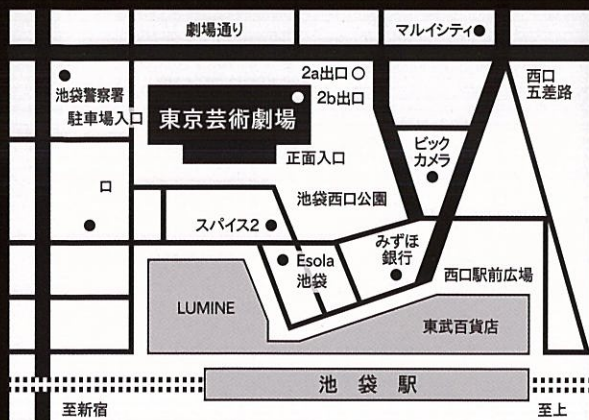 劇場通り
マルイシティ
2a出口
西口
五差路
池袋警察署
2b出口
駐車場入口
東京芸術劇場
ビック
カメラ
正面入口
口
池袋西口公園
スパイス2
みずほ
銀行
Esola
池袋
西口駅前広場
LUMINE
東武百貨店
池袋駅
至新宿
至上